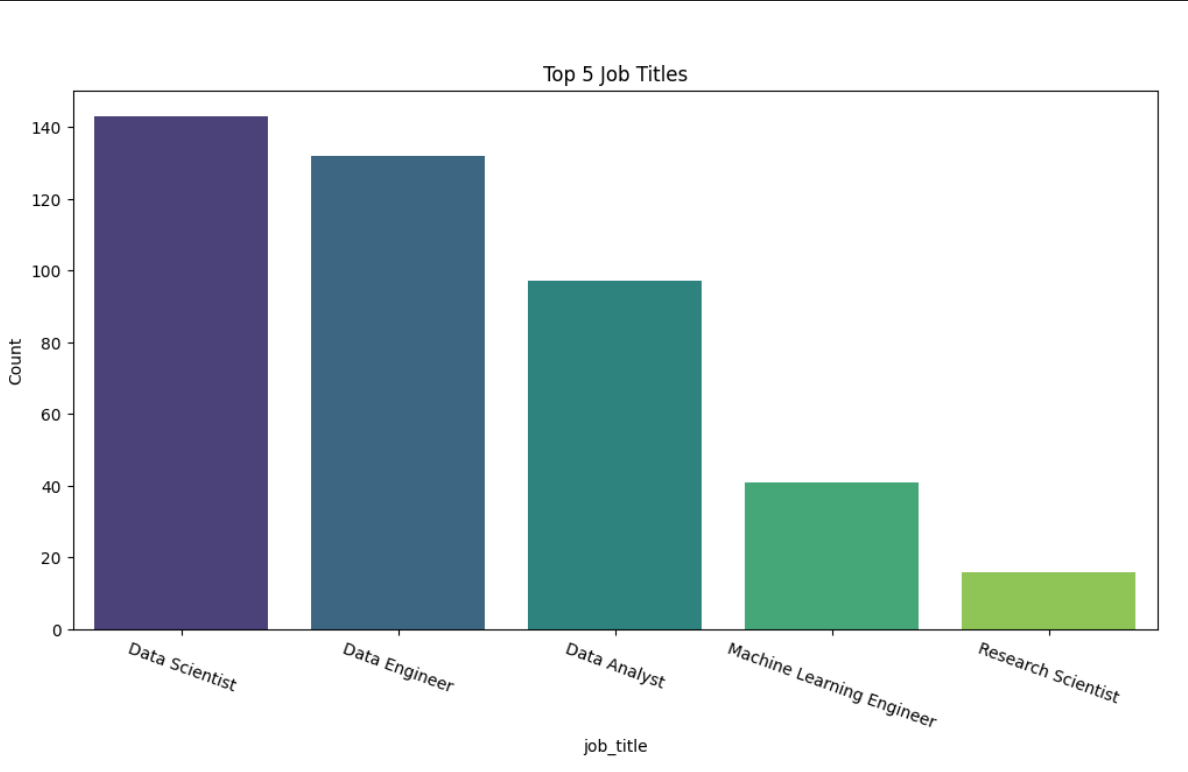 Top 5 Job Titles
140
120
100
80
60
40
20
0
Count
Data Scientist
Data Engineer
Data Analyst
Machine Learning Engineer
Research Scientist
job_title